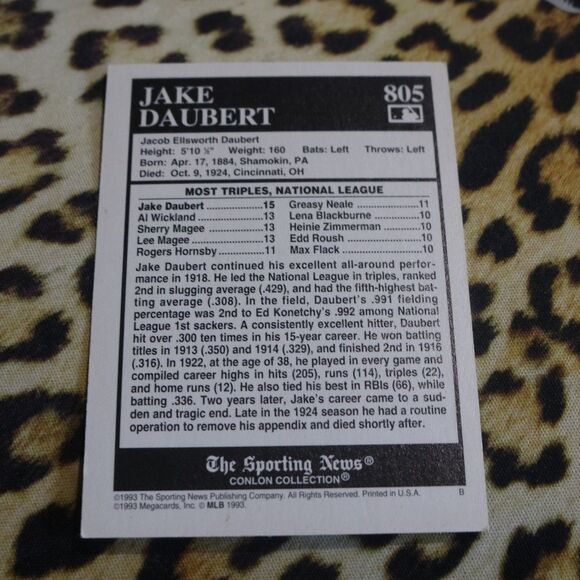 JAKE
DAUBERT
805
Jacob Ellsworth Daubert
Height: 5'10 ½" Weight: 160 Bats: Left Throws: Left
Born: Apr. 17, 1884, Shamokin, PA
Died: Oct. 9, 1924, Cincinnati, OH
MOST TRIPLES, NATIONAL LEAGUE
Jake Daubert ....................15
Al Wickland ....................13
Sherry Magee ....................13
Lee Magee ....................13
Rogers Hornsby ....................11
Greasy Neale ....................11
Lena Blackburne ....................10
Heinie Zimmerman ....................10
Edd Roush ....................10
Max Flack ....................10
Jake Daubert continued his excellent all-around perfor-
mance in 1918. He led the National League in triples, ranked
2nd in slugging average (.429), and had the fifth-highest bat-
ting average (.308). In the field, Daubert's .991 fielding
percentage was 2nd to Ed Konetchy's .992 among National
League 1st sackers. A consistently excellent hitter, Daubert
hit over .300 ten times in his 15-year career. He won batting
titles in 1913 (.350) and 1914 (.329), and finished 2nd in 1916
(.316). In 1922, at the age of 38, he played in every game and
compiled career highs in hits (205), runs (114), triples (22),
and home runs (12). He also tied his best in RBIs (66), while
batting .336. Two years later, Jake's career came to a sud-
den and tragic end. Late in the 1924 season he had a routine
operation to remove his appendix and died shortly after.
The Sporting News®
CONLON COLLECTION®
©1993 The Sporting News Publishing Company. All Rights Reserved. Printed in U.S.A.
©1993 Megacards, Inc. © MLB 1993.
B